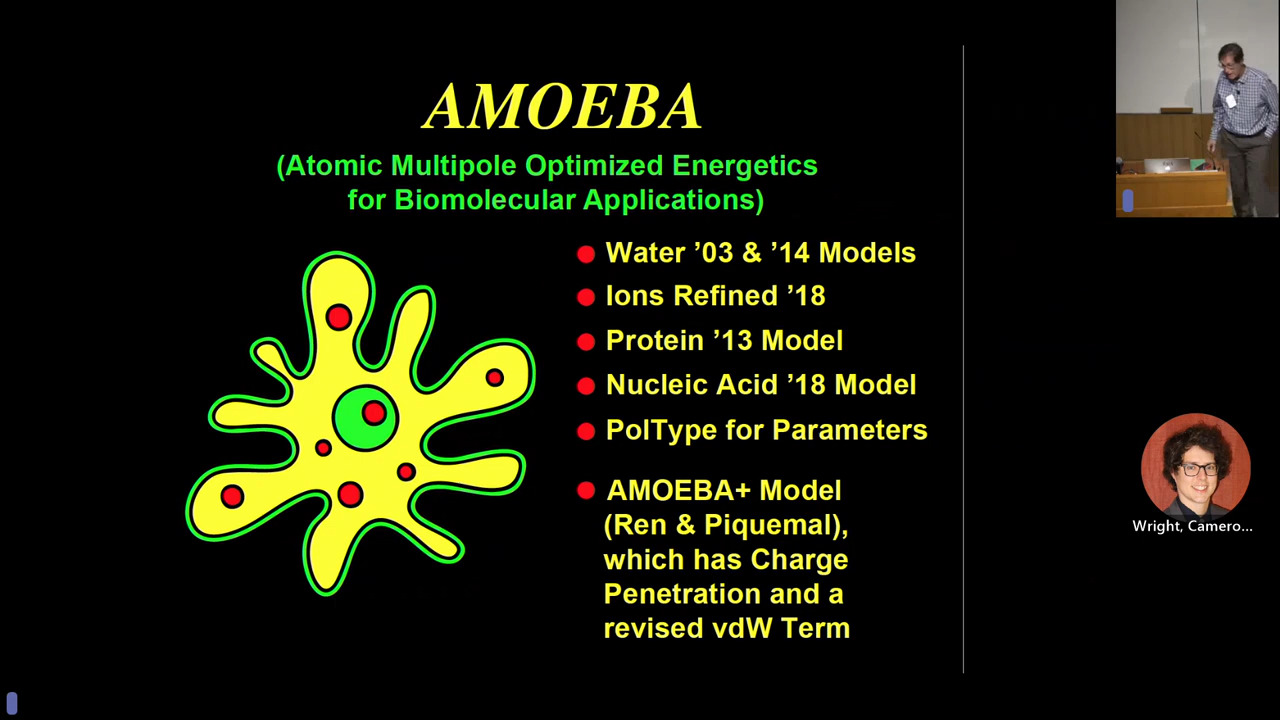 AMOEBA
(Atomic Multipole Optimized Energetics
for Biomolecular Applications)
Water ’03 & ’14 Models
Ions Refined ’18
Protein ’13 Model
Nucleic Acid ’18 Model
PolType for Parameters
AMOEBA+ Model
(Ren & Piquemal),
which has Charge
Penetration and a
revised vdW Term
Wright, Camero...